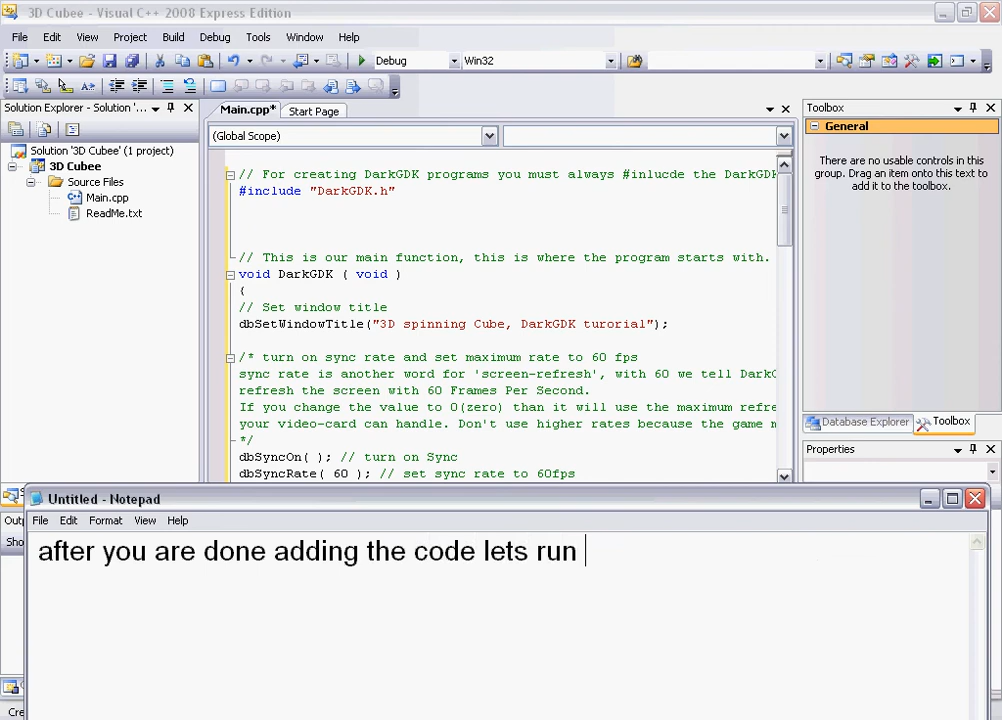 3D Cubee - Visual C++ 2008 Express Edition
File Edit View Project Build Debug Tools Window Help
Debug Win32
Solution Explorer - Solution '...
Main.cpp* Start Page
Toolbox
(Global Scope)
General
Solution '3D Cubee' (1 project)
3D Cubee
Source Files
Main.cpp
ReadMe.txt
There are no usable controls in this
group. Drag an item onto this text to
add it to the toolbox.
// For creating DarkGDK programs you must always #inlucde the DarkGDK
#include "DarkGDK.h"
// This is our main function, this is where the program starts with.
void DarkGDK ( void )
{
// Set window title
dbSetWindowTitle("3D spinning Cube, DarkGDK turorial");
/* turn on sync rate and set maximum rate to 60 fps
sync rate is another word for 'screen-refresh', with 60 we tell DarkG
refresh the screen with 60 Frames Per Second.
If you change the value to 0(zero) than it will use the maximum refre
your video-card can handle. Don't use higher rates because the game m
*/
dbSyncOn( ); // turn on Sync
dbSyncRate( 60 ); // set sync rate to 60fps
Database Explorer Toolbox
Properties
Outp
Sho
Untitled - Notepad
File Edit Format View Help
after you are done adding the code lets run
Cre